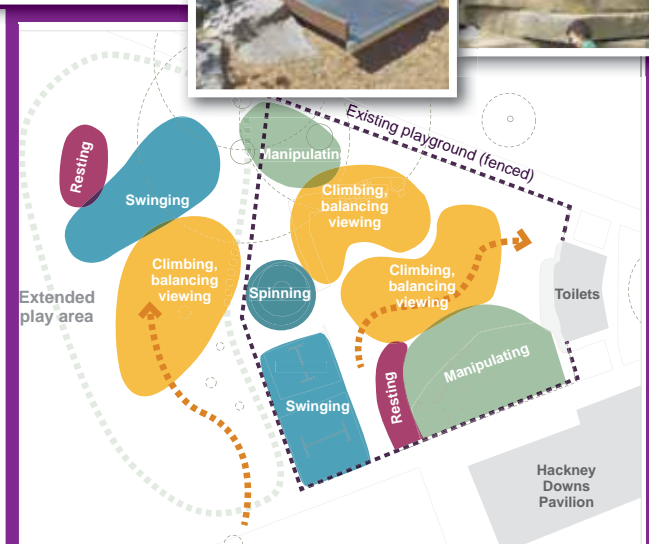 Existing playground (fenced)
Resting
Swinging
Manipulatin
Climbing,
balancing
viewing
Climbing,
balancing
viewing
Climbing,
balancing
viewing
Spinning
Extended
play area
Toilets
Swinging
Resting
Manipulating
Hackney
Downs
Pavilion